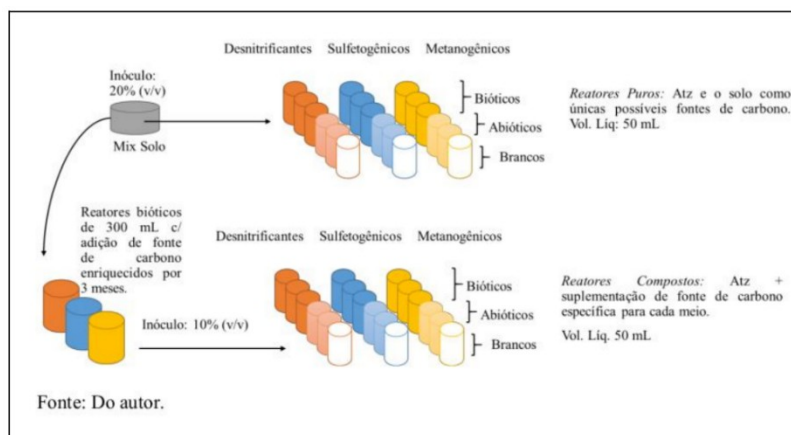 Desnitrificantes Sulfetogênicos Metanogênicos
Inóculo:
20% (v/v)
Mix Solo
Bióticos
Abióticos
Brancos
Reatores Puros: Atz e o solo como
únicas possíveis fontes de carbono.
Vol. Líq: 50 mL
Reatores bióticos
de 300 mL c/
adição de fonte
de carbono
enriquecidos por
3 meses.
Desnitrificantes Sulfetogênicos Metanogênicos
Inóculo: 10% (v/v)
Bióticos
Abióticos
Brancos
Reatores Compostos: Atz +
suplementação de fonte de carbono
específica para cada meio.
Vol. Líq. 50 mL
Fonte: Do autor.